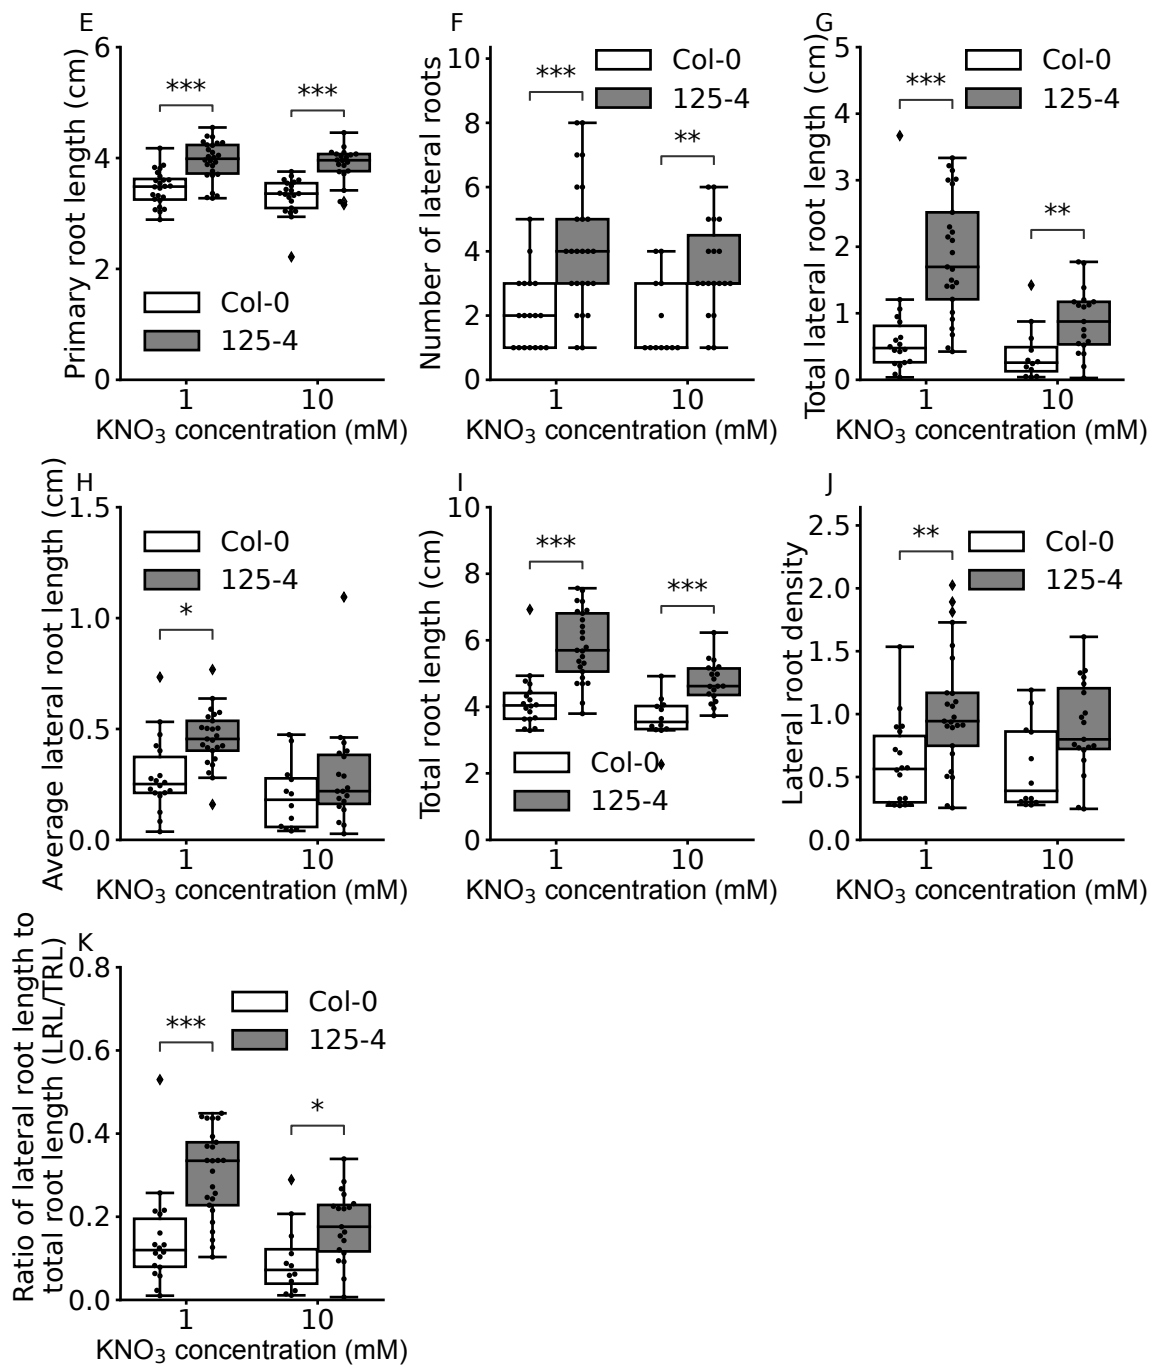 E
Primary root length (cm)
6
4
2
0
***
***
Col-0
125-4
1
10
KNO₃ concentration (mM)
F
Number of lateral roots
10
8
6
4
2
0
***
**
Col-0
125-4
1
10
KNO₃ concentration (mM)
G
Total lateral root length (cm)
5
4
3
2
1
0
***
**
Col-0
125-4
1
10
KNO₃ concentration (mM)
H
Average lateral root length (cm)
1.5
1.0
0.5
0.0
Col-0
125-4
*
1
10
KNO₃ concentration (mM)
I
Total root length (cm)
10
8
6
4
2
0
***
***
Col-0
125-4
1
10
KNO₃ concentration (mM)
J
Lateral root density
2.5
2.0
1.5
1.0
0.5
0.0
**
Col-0
125-4
1
10
KNO₃ concentration (mM)
K
Ratio of lateral root length to
total root length (LRL/TRL)
0.8
0.6
0.4
0.2
0.0
***
*
Col-0
125-4
1
10
KNO₃ concentration (mM)